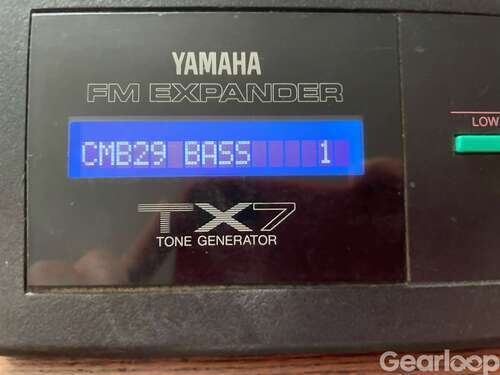 YAMAHA
FM EXPANDER
LOW
CMB29 BASS 1
TX7
TONE GENERATOR
Gearloop